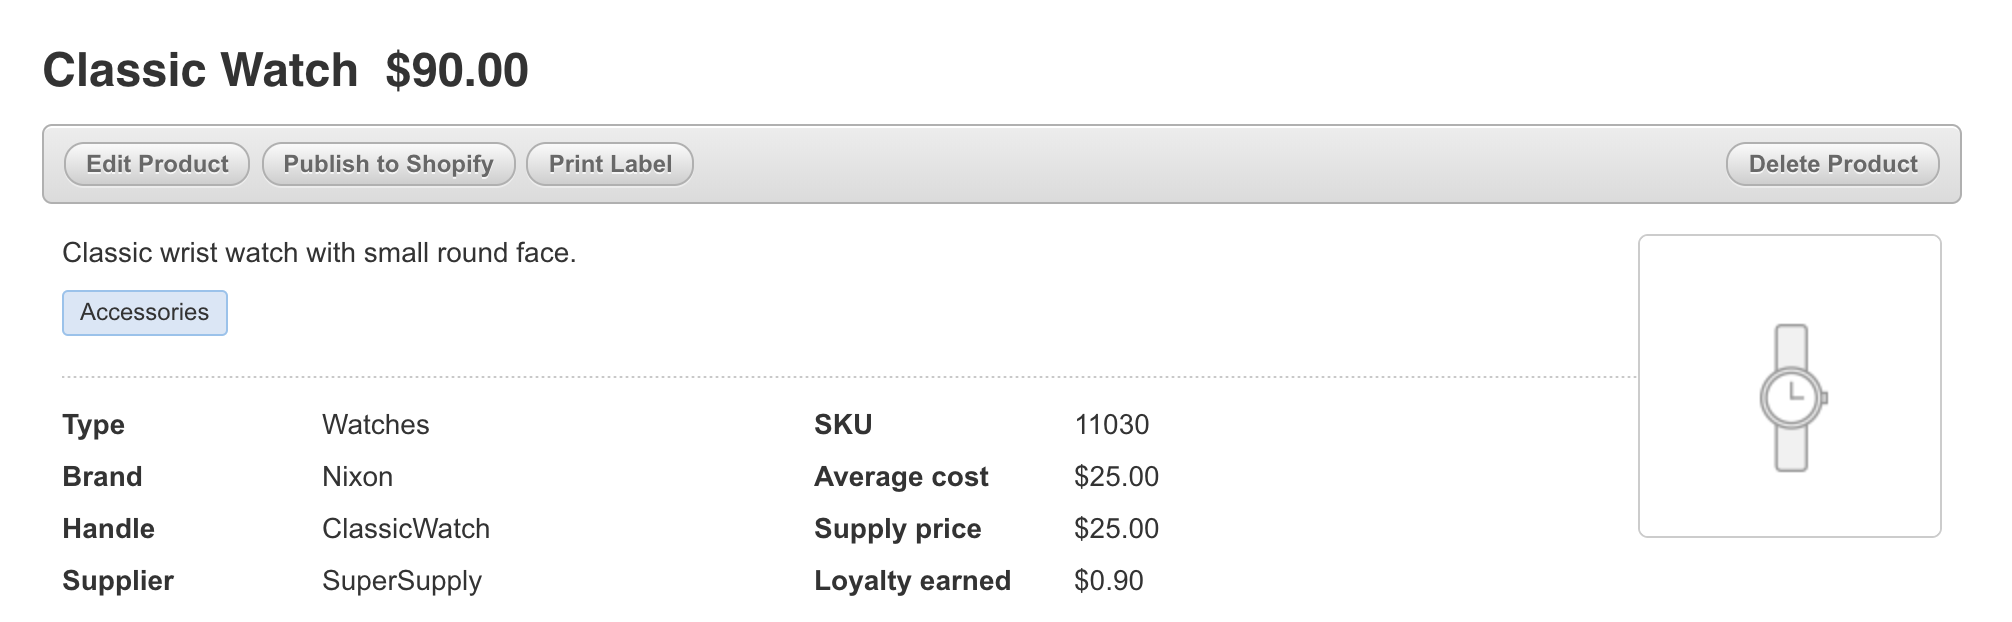 Classic Watch $90.00
Edit Product Publish to Shopify Print Label Delete Product
Classic wrist watch with small round face.
Accessories
Type Watches SKU 11030
Brand Nixon Average cost $25.00
Handle ClassicWatch Supply price $25.00
Supplier SuperSupply Loyalty earned $0.90